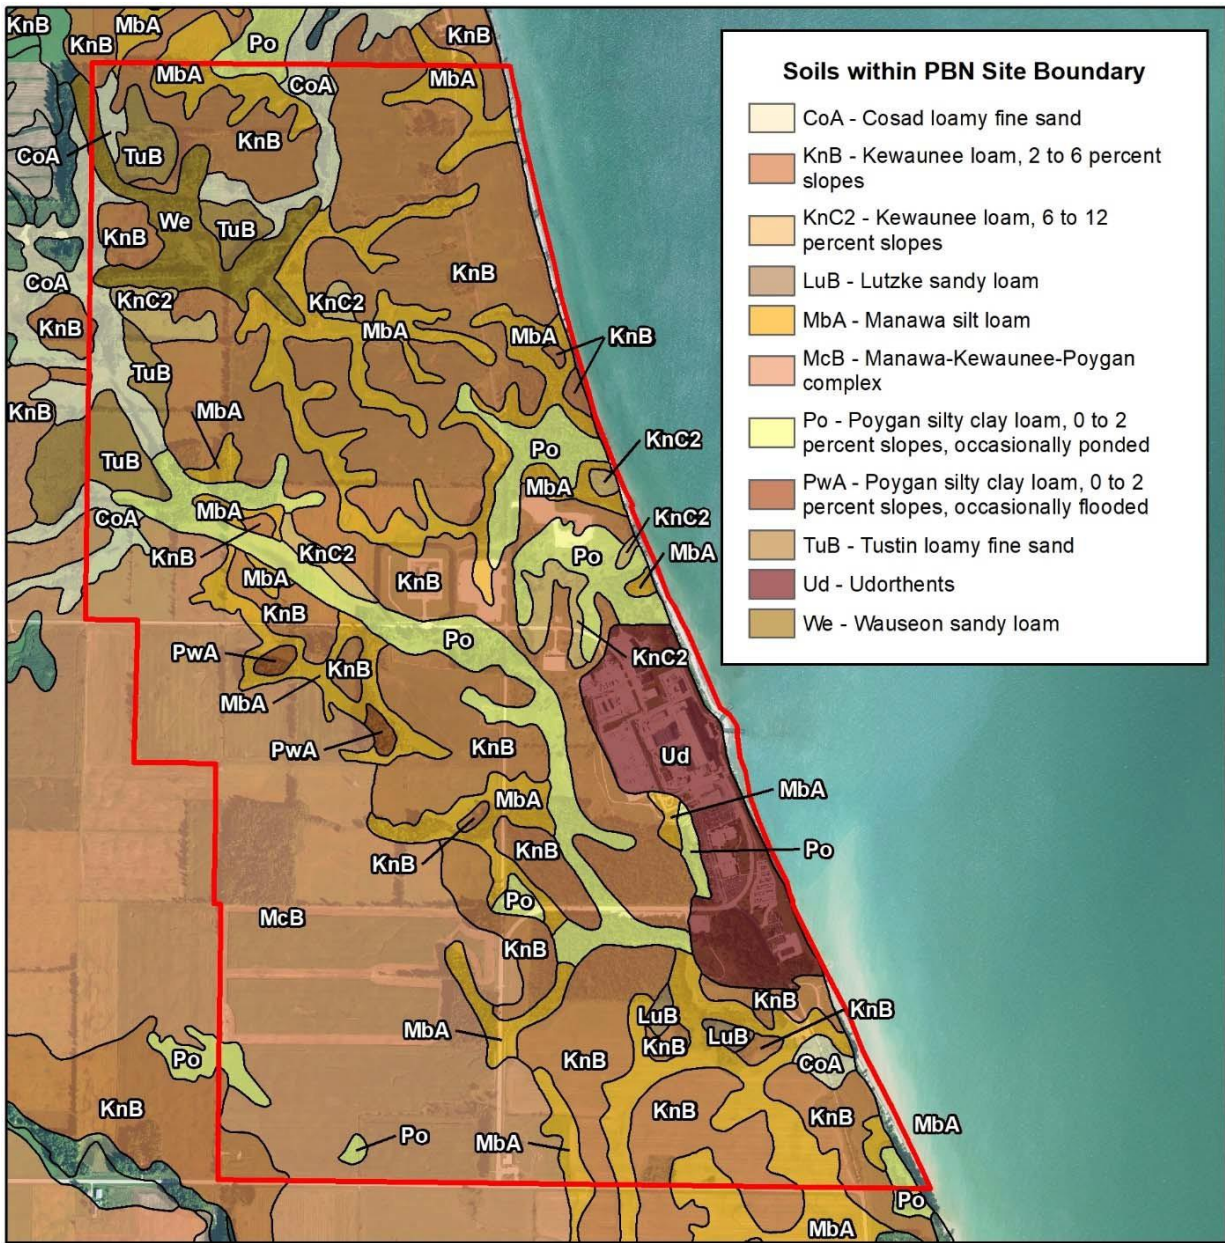 KnB
MbA
Po
KnB
KnB
MbA
CoA
MbA
KnB
CoA
TuB
We
TuB
KnB
KnB
CoA
KnC2
KnC2
KnB
MbA
MbA
KnB
TuB
KnB
MbA
KnC2
Po
TuB
MbA
MbA
CoA
KnC2
KnB
KnC2
Po
MbA
MbA
KnB
KnB
Po
PwA
KnB
KnC2
MbA
PwA
KnB
Ud
MbA
MbA
KnB
KnB
Po
Po
McB
KnB
KnB
LuB
KnB
MbA
LuB
KnB
Po
KnB
CoA
KnB
KnB
KnB
MbA
Po
MbA
Po
MbA
Soils within PBN Site Boundary
CoA - Cosad loamy fine sand
KnB - Kewaunee loam, 2 to 6 percent
slopes
KnC2 - Kewaunee loam, 6 to 12
percent slopes
LuB - Lutzke sandy loam
MbA - Manawa silt loam
McB - Manawa-Kewaunee-Poygan
complex
Po - Poygan silty clay loam, 0 to 2
percent slopes, occasionally ponded
PwA - Poygan silty clay loam, 0 to 2
percent slopes, occasionally flooded
TuB - Tustin loamy fine sand
Ud - Udorthents
We - Wauseon sandy loam